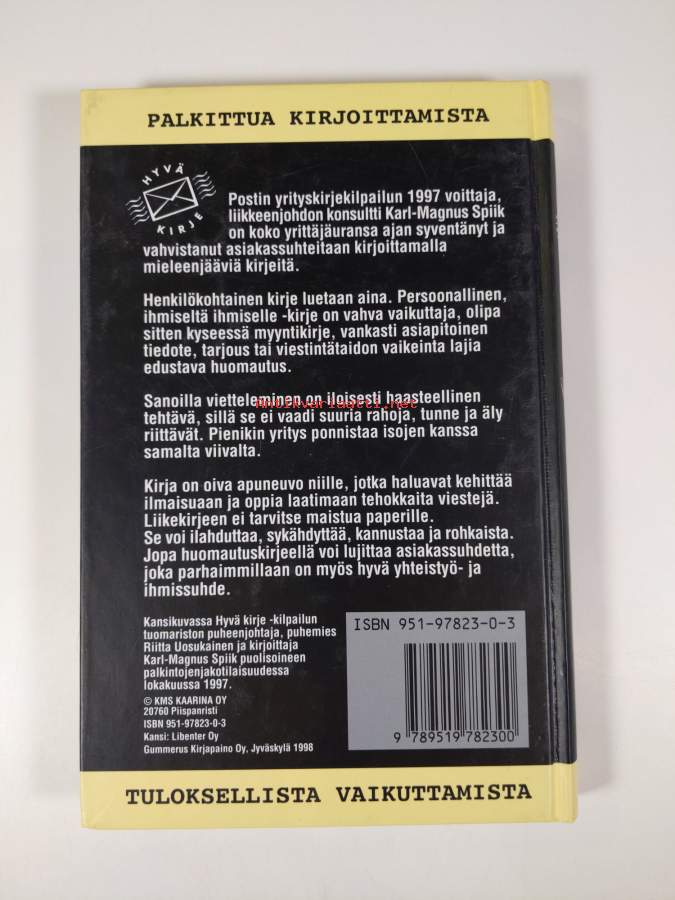 PALKITTUA KIRJOITTAMISTA
HYVÄ
KIRJE
Postin yrityskirjekilpailun 1997 voittaja,
liikkeenjohdon konsultti Karl-Magnus Spiik
on koko yrittäjäuransa ajan syventänyt ja
vahvistanut asiakassuhteitaan kirjoittamalla
mieleenjääviä kirjeitä.
Henkilökohtainen kirje luetaan aina. Persoonallinen,
ihmiseltä ihmiselle -kirje on vahva vaikuttaja, olipa
sitten kyseessä myyntikirje, vankasti asiapitoinen
tiedote, tarjous tai viestintätaidon vaikeinta lajia
edustava huomautus.
Sanoilla vietteleminen on iloisesti haasteellinen
Antikvariaatti.net
tehtävä, sillä se ei vaadi suuria rahoja, tunne ja äly
riittävät. Pienikin yritys ponnistaa isojen kanssa
samalta viivalta.
Kirja on oiva apuneuvo niille, jotka haluavat kehittää
ilmaisuaan ja oppia laatimaan tehokkaita viestejä.
Liikekirjeen ei tarvitse maistua paperille.
Se voi ilahduttaa, sykähdyttää, kannustaa ja rohkaista.
Jopa huomautuskirjeellä voi lujittaa asiakassuhdetta,
joka parhaimmillaan on myös hyvä yhteistyö- ja
ihmissuhde.
Kansikuvassa Hyvä kirje -kilpailun
tuomariston puheenjohtaja, puhemies
Riitta Uosukainen ja kirjoittaja
Karl-Magnus Spiik puolisoineen
palkintojenjakotilaisuudessa
lokakuussa 1997.
© KMS KAARINA OY
20760 Piispanristi
ISBN 951-97823-0-3
Kansi: Libenter Oy
Gummerus Kirjapaino Oy, Jyväskylä 1998
ISBN 951-97823-0-3
9 789519 782300
TULOKSELLISTA VAIKUTTAMISTA